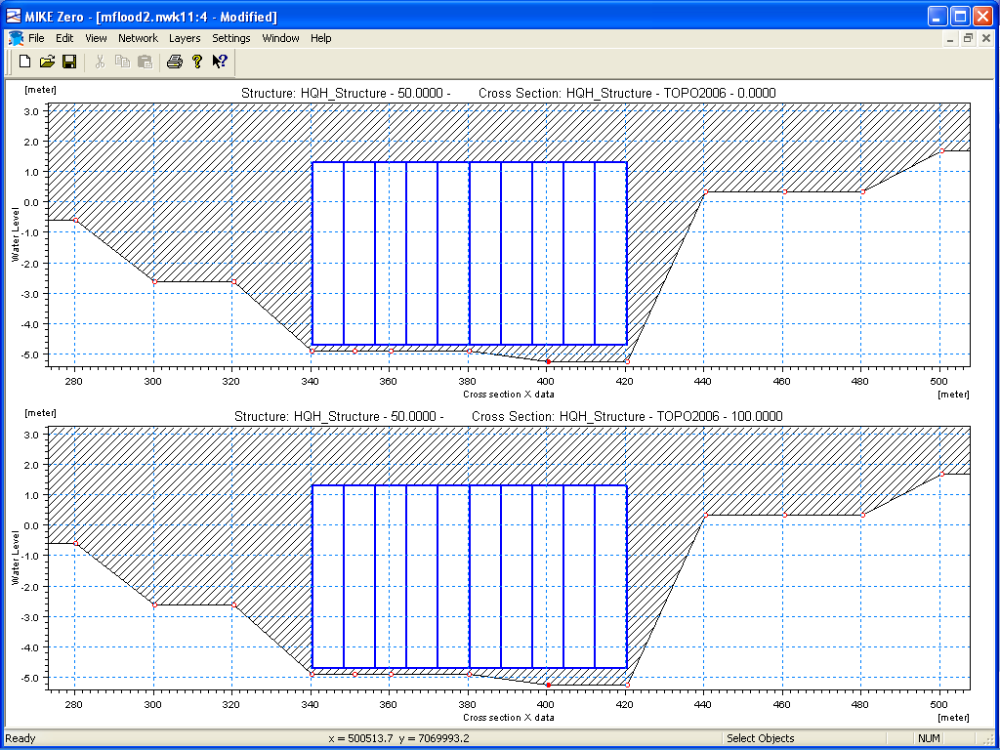 MIKE Zero - [mflood2.nwk11:4 - Modified]
File Edit View Network Layers Settings Window Help
[meter]
Structure: HQH_Structure - 50.0000 - Cross Section: HQH_Structure - TOPO2006 - 0.0000
3.0
2.0
1.0
0.0
-1.0
-2.0
-3.0
-4.0
-5.0
Water Level
280 300 320 340 360 380 400 420 440 460 480 500
Cross section X data
[meter]
[meter]
Structure: HQH_Structure - 50.0000 - Cross Section: HQH_Structure - TOPO2006 - 100.0000
3.0
2.0
1.0
0.0
-1.0
-2.0
-3.0
-4.0
-5.0
Water Level
280 300 320 340 360 380 400 420 440 460 480 500
Cross section X data
[meter]
Ready x = 500513.7 y = 7069993.2 Select Objects NUM